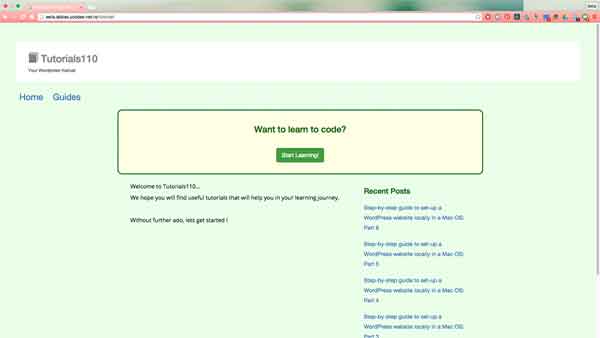 Tutorials110
Your Wordpress manual
Home Guides
Want to learn to code?
Start Learning!
Welcome to Tutorials110...
We hope you will find useful tutorials that will help you in your learning journey.
Without further ado, lets get started !
Recent Posts
Step-by-step guide to set-up a
WordPress website locally in a Mac OS:
Part 6
Step-by-step guide to set-up a
WordPress website locally in a Mac OS:
Part 5
Step-by-step guide to set-up a
WordPress website locally in a Mac OS:
Part 4
Step-by-step guide to set-up a
WordPress website locally in a Mac OS: